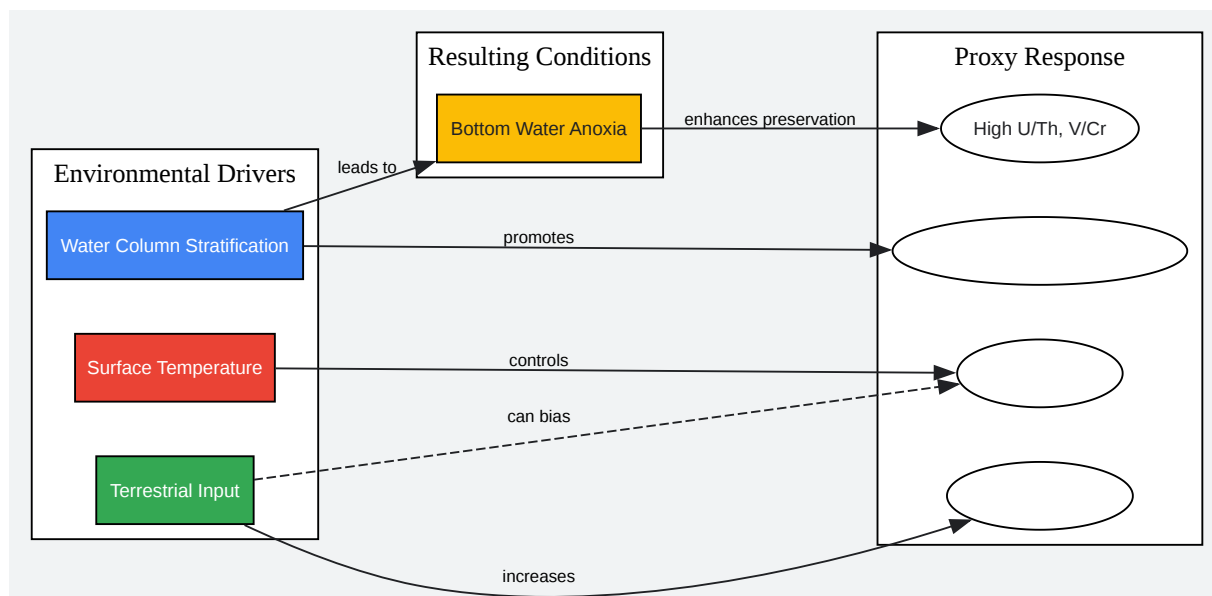 Resulting Conditions
Proxy Response
Bottom Water Anoxia
enhances preservation
High U/Th, V/Cr
Environmental Drivers
leads to
Water Column Stratification
promotes
Surface Temperature
controls
can bias
Terrestrial Input
increases